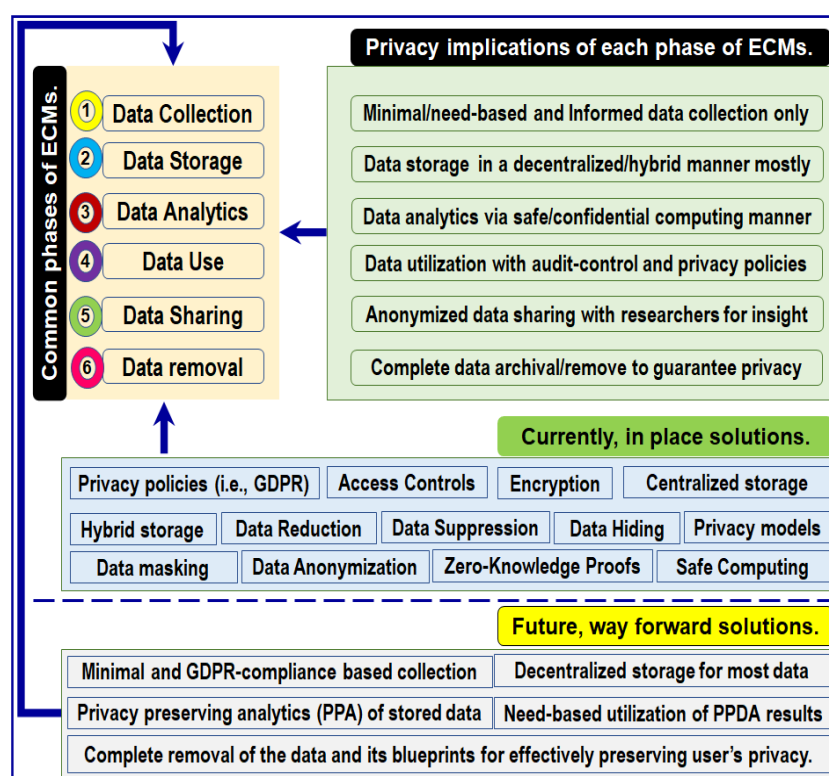 Privacy implications of each phase of ECMs.
Common phases of ECMs.
1 Data Collection
2 Data Storage
3 Data Analytics
4 Data Use
5 Data Sharing
6 Data removal
Minimal/need-based and Informed data collection only
Data storage in a decentralized/hybrid manner mostly
Data analytics via safe/confidential computing manner
Data utilization with audit-control and privacy policies
Anonymized data sharing with researchers for insight
Complete data archival/remove to guarantee privacy
Currently, in place solutions.
Privacy policies (i.e., GDPR) Access Controls Encryption Centralized storage
Hybrid storage Data Reduction Data Suppression Data Hiding Privacy models
Data masking Data Anonymization Zero-Knowledge Proofs Safe Computing
Future, way forward solutions.
Minimal and GDPR-compliance based collection Decentralized storage for most data
Privacy preserving analytics (PPA) of stored data Need-based utilization of PPDA results
Complete removal of the data and its blueprints for effectively preserving user's privacy.